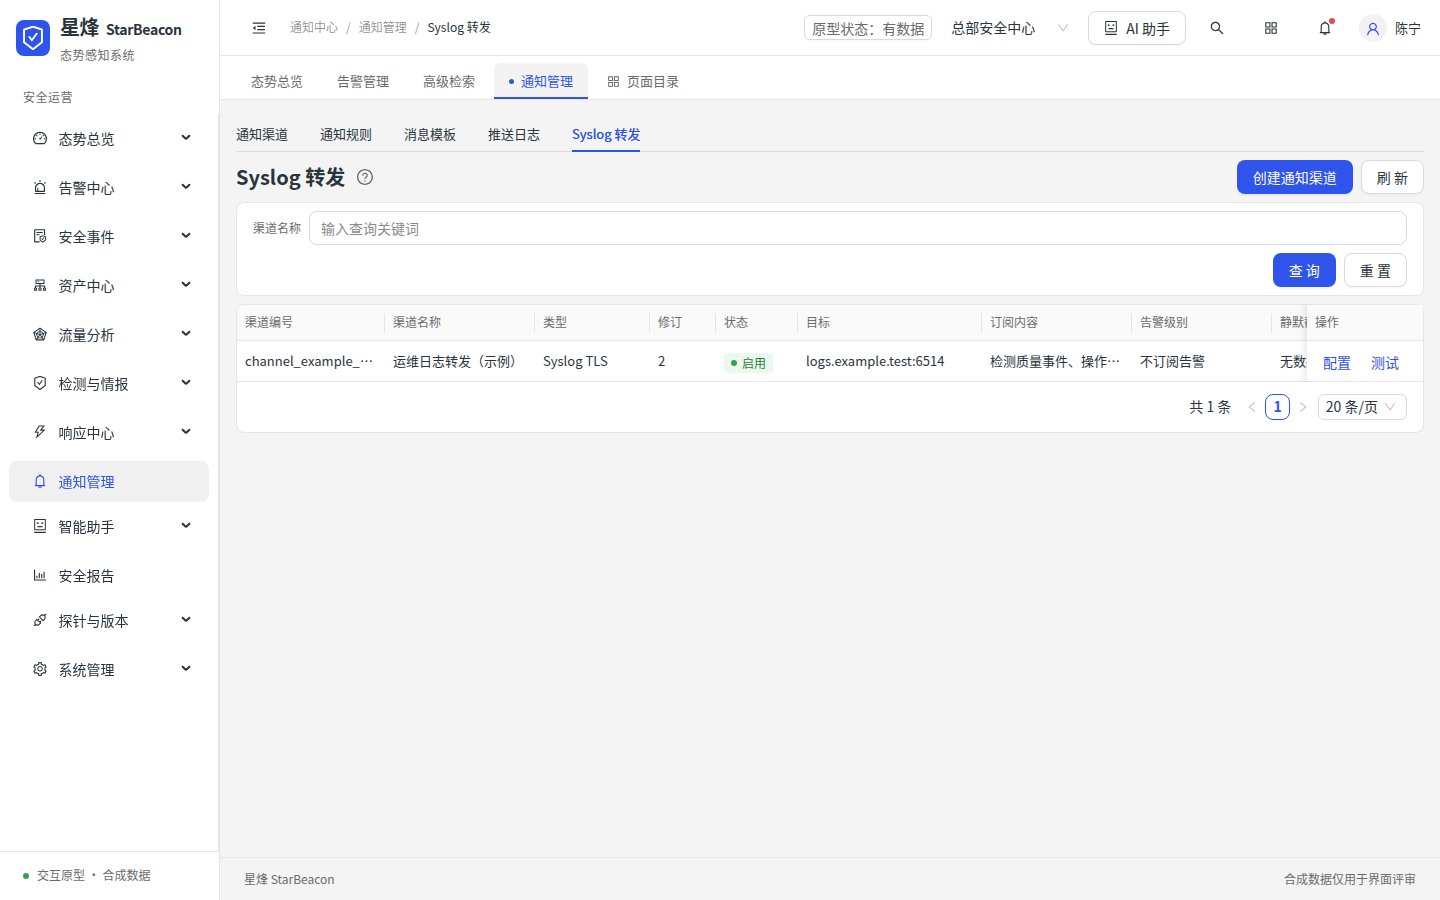 星烽 StarBeacon
态势感知系统
安全运营
态势总览
告警中心
安全事件
资产中心
流量分析
检测与情报
响应中心
通知管理
智能助手
安全报告
探针与版本
系统管理
交互原型 · 合成数据
通知中心 / 通知管理 / Syslog 转发
原型状态：有数据
总部安全中心
AI 助手
陈宁
态势总览
告警管理
高级检索
通知管理
页面目录
通知渠道
通知规则
消息模板
推送日志
Syslog 转发
Syslog 转发
创建通知渠道
刷 新
渠道名称
输入查询关键词
查 询
重 置
渠道编号 渠道名称 类型 修订 状态 目标 订阅内容 告警级别 静默 操作
channel_example_··· 运维日志转发（示例） Syslog TLS 2 启用 logs.example.test:6514 检测质量事件、操作··· 不订阅告警 无数 配置 测试
共 1 条 < 1 > 20 条/页
星烽 StarBeacon
合成数据仅用于界面评审